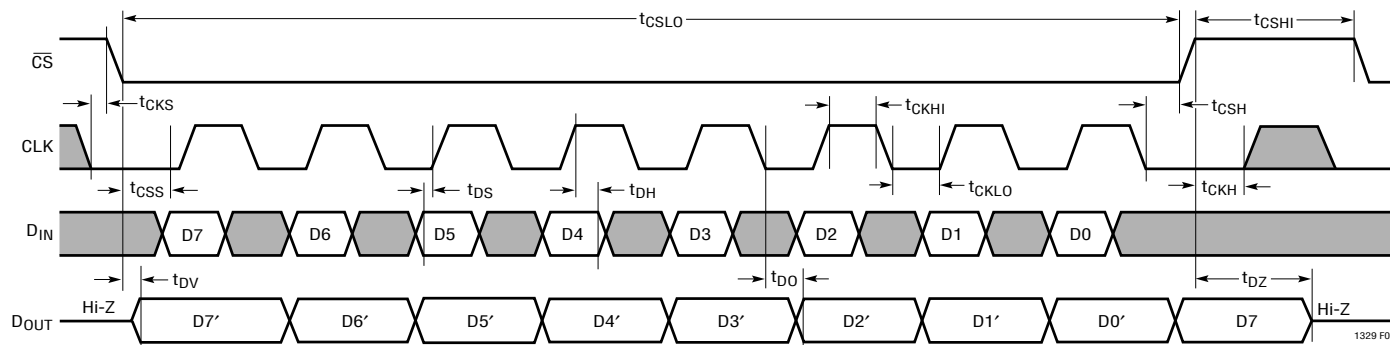 tCSLO
tCSHI
CS
tCKS
tCKHI
tCSH
CLK
tCSS
tDS
tDH
tCKLO
tCKH
DIN
D7
D6
D5
D4
D3
D2
D1
D0
tDV
tDO
tDZ
DOUT
Hi-Z
D7′
D6′
D5′
D4′
D3′
D2′
D1′
D0′
D7
Hi-Z
1329 F0